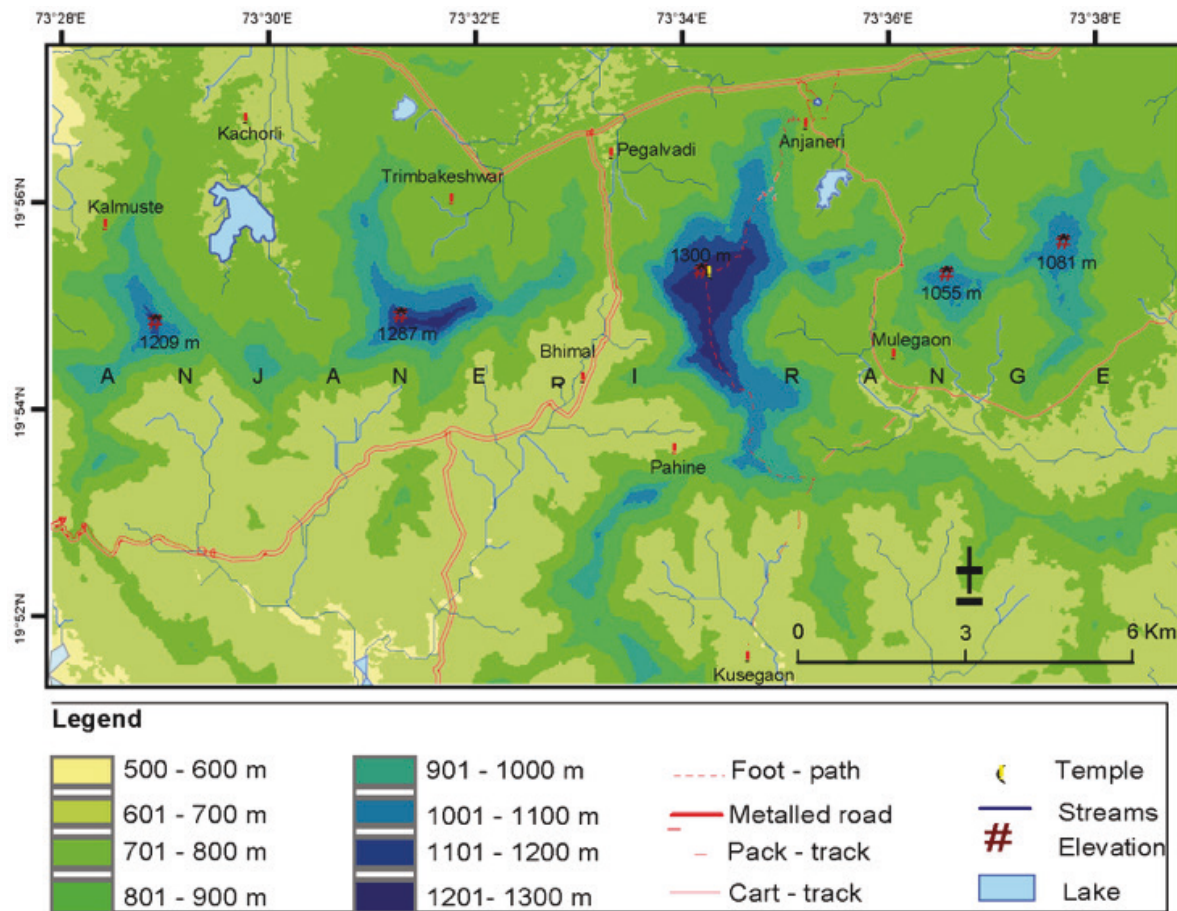 73°28'E 73°30'E 73°32'E 73°34'E 73°36'E 73°38'E
19°56'N
19°54'N
19°52'N
Kachorli
Anjaneri
Pegalvadi
Trimbakeshwar
Kalmuste
1300 m
1081 m
1055 m
1209 m
1287 m
Mulegaon
Bhimal
A N J A N E R I R A N G E
Pahine
0 3 6 Km
Kusegaon
Legend
500 - 600 m
601 - 700 m
701 - 800 m
801 - 900 m
901 - 1000 m
1001 - 1100 m
1101 - 1200 m
1201- 1300 m
Foot - path
Metalled road
Pack - track
Cart - track
Temple
Streams
# Elevation
Lake